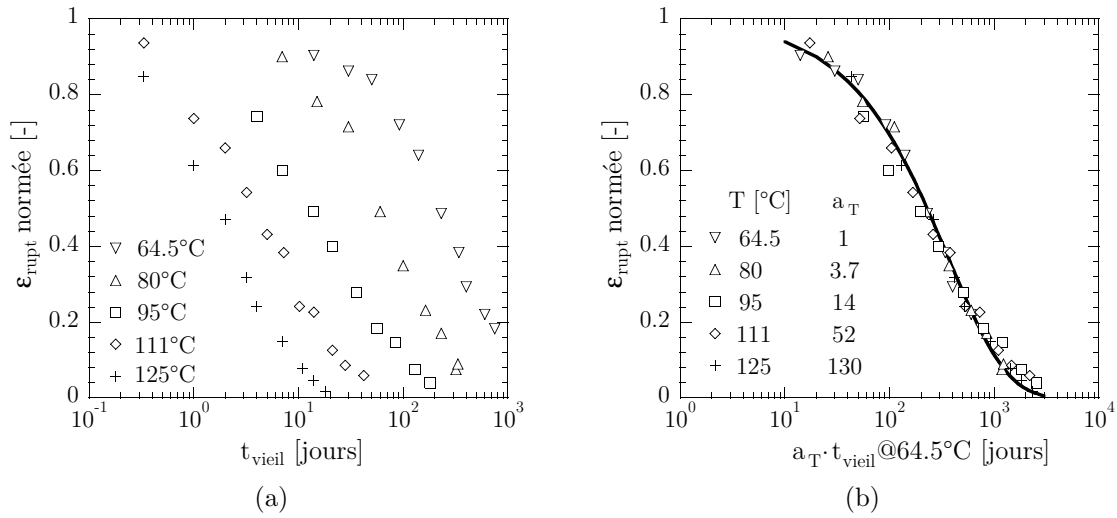 1
0.8
0.6
0.4
0.2
0
ε_rupt normée [-]
▽ 64.5°C
△ 80°C
□ 95°C
◇ 111°C
+ 125°C
10^-1 10^0 10^1 10^2 10^3
t_vieil [jours]
(a)
1
0.8
0.6
0.4
0.2
0
ε_rupt normée [-]
T [°C] a_T
▽ 64.5 1
△ 80 3.7
□ 95 14
◇ 111 52
+ 125 130
10^0 10^1 10^2 10^3 10^4
a_T·t_vieil@64.5°C [jours]
(b)